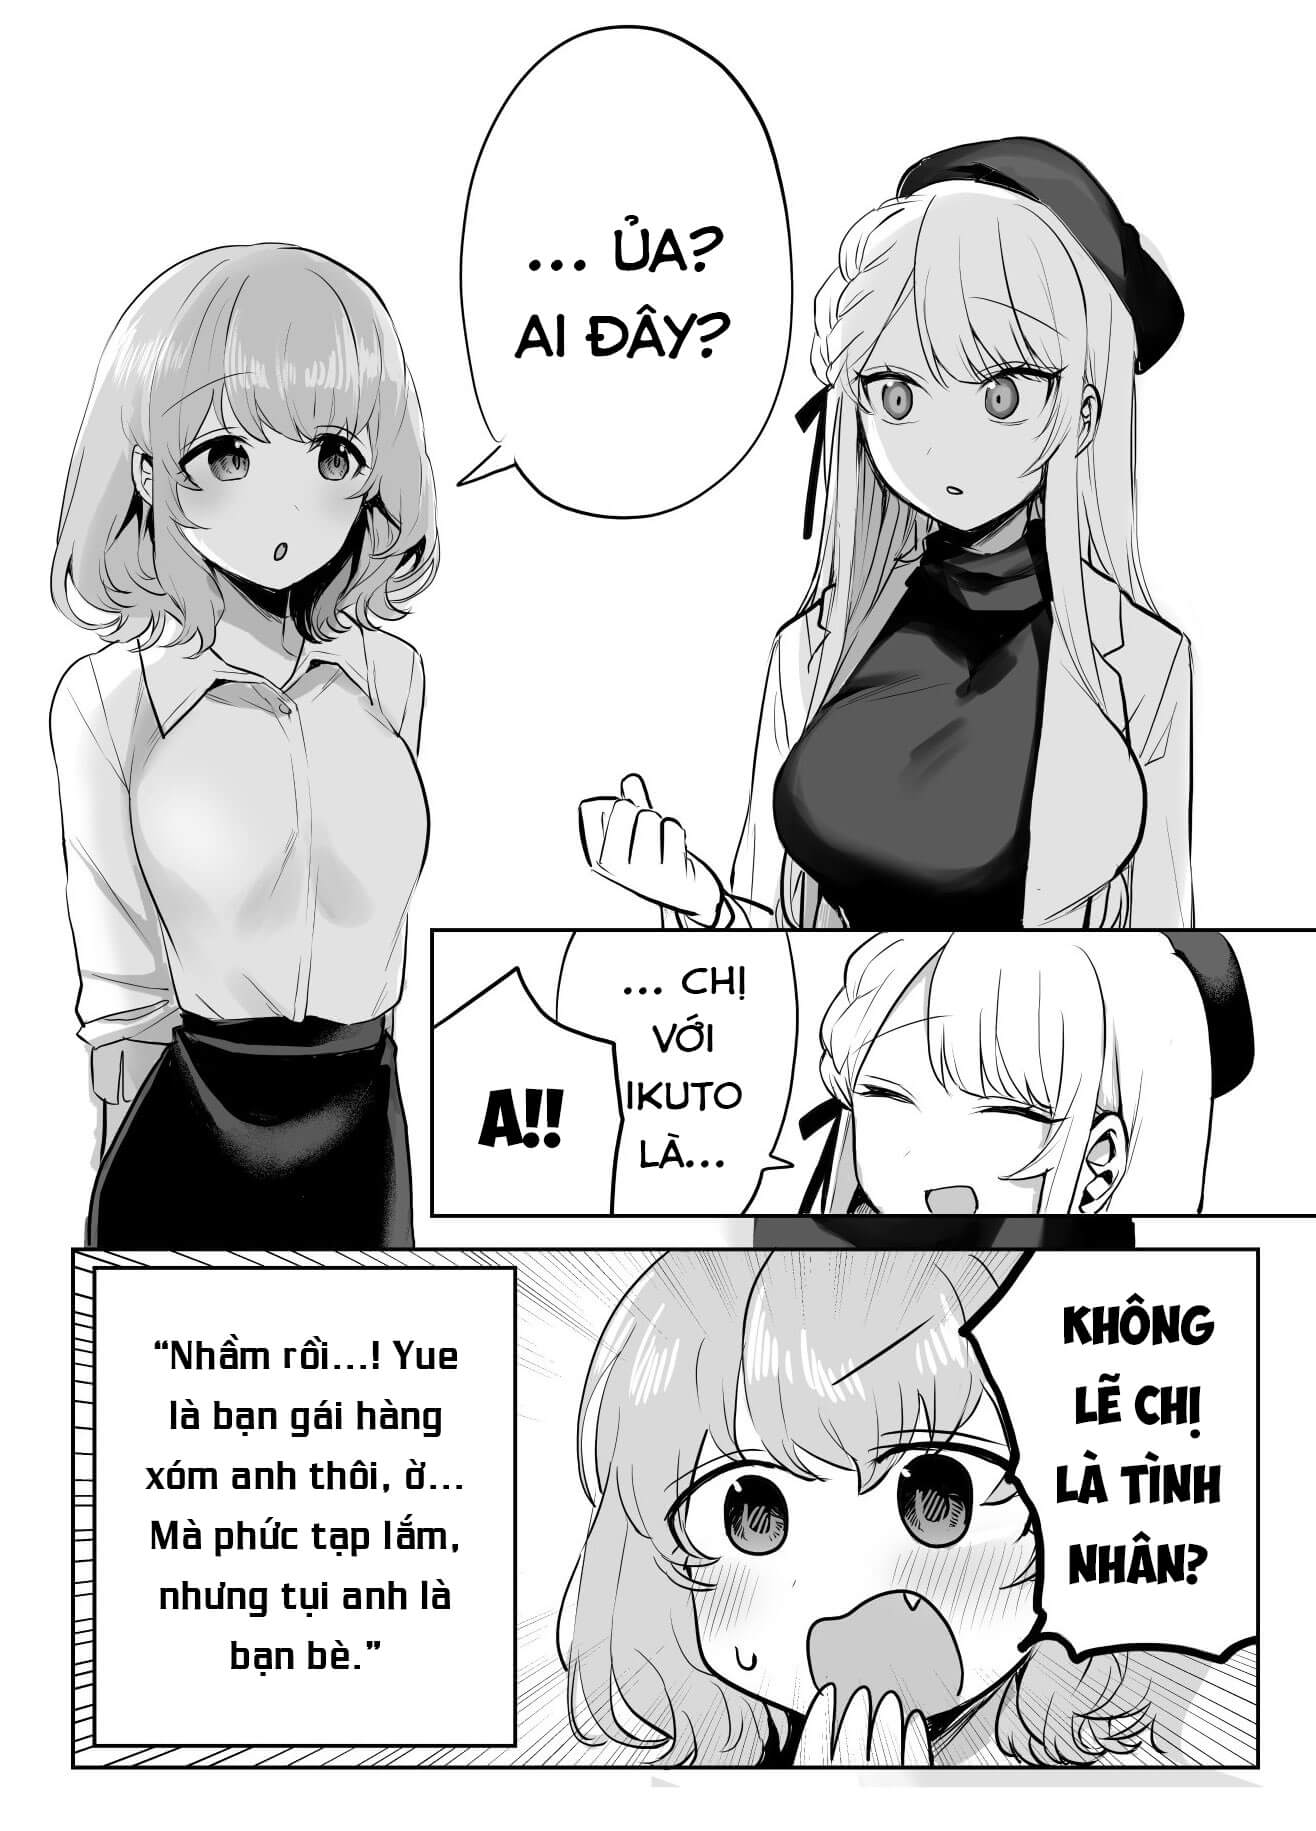 ... ỦA?
AI ĐÂY?
... CHỊ
VỚI
IKUTO
LÀ...
A!!
KHÔNG
LẼ CHỊ
LÀ TÌNH
NHÂN?
“Nhầm rồi...! Yue
là bạn gái hàng
xóm anh thôi, ờ...
Mà phức tạp lắm,
nhưng tụi anh là
bạn bè.”